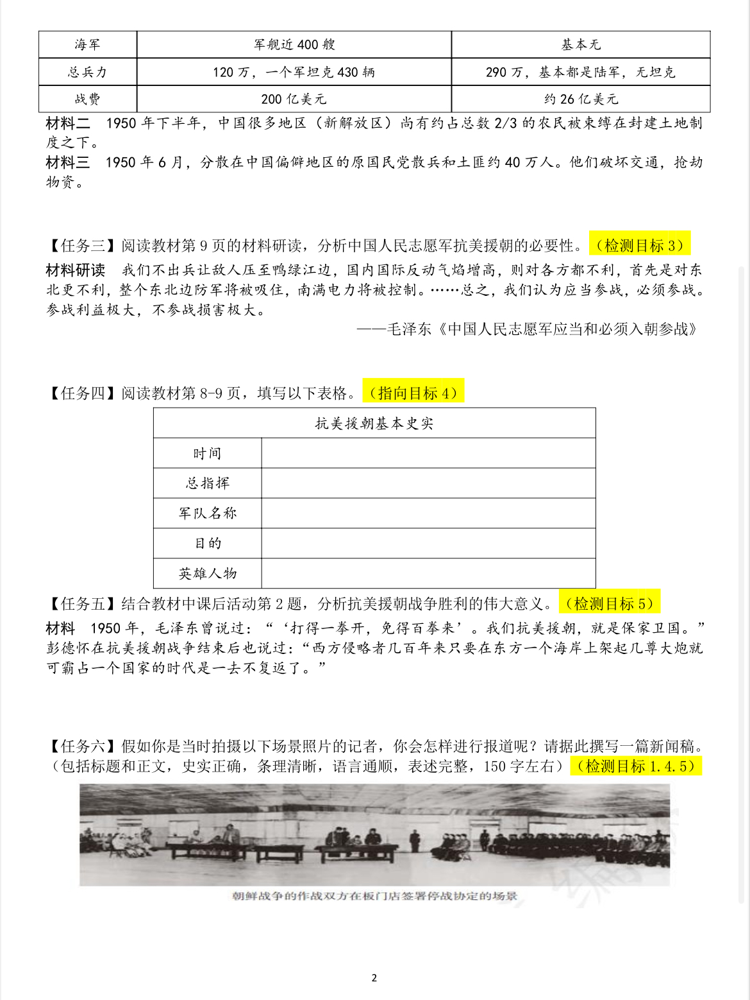 海军 军舰近 400 艘 基本无
总兵力 120 万，一个军坦克 430 辆 290 万，基本都是陆军，无坦克
战费 200 亿美元 约 26 亿美元
材料二 1950 年下半年，中国很多地区（新解放区）尚有约占总数 2/3 的农民被束缚在封建土地制
度之下。
材料三 1950 年 6 月，分散在中国偏僻地区的原国民党散兵和土匪约 40 万人。他们破坏交通，抢劫
物资。
【任务三】阅读教材第 9 页的材料研读，分析中国人民志愿军抗美援朝的必要性。（检测目标 3）
材料研读 我们不出兵让敌人压至鸭绿江边，国内国际反动气焰增高，则对各方都不利，首先是对东
北更不利，整个东北边防军将被吸住，南满电力将被控制。……总之，我们认为应当参战，必须参战。
参战利益极大，不参战损害极大。
——毛泽东《中国人民志愿军应当和必须入朝参战》
【任务四】阅读教材第 8-9 页，填写以下表格。（指向目标 4）
抗美援朝基本史实
时间
总指挥
军队名称
目的
英雄人物
【任务五】结合教材中课后活动第 2 题，分析抗美援朝战争胜利的伟大意义。（检测目标 5）
材料 1950 年，毛泽东曾说过：“‘打得一拳开，免得百拳来’。我们抗美援朝，就是保家卫国。”
彭德怀在抗美援朝战争结束后也说过：“西方侵略者几百年来只要在东方一个海岸上架起几尊大炮就
可霸占一个国家的时代是一去不复返了。”
【任务六】假如你是当时拍摄以下场景照片的记者，你会怎样进行报道呢？请据此撰写一篇新闻稿。
（包括标题和正文，史实正确，条理清晰，语言通顺，表述完整，150 字左右）（检测目标 1.4.5）
朝鲜战争的作战双方在板门店签署停战协定的场景
2